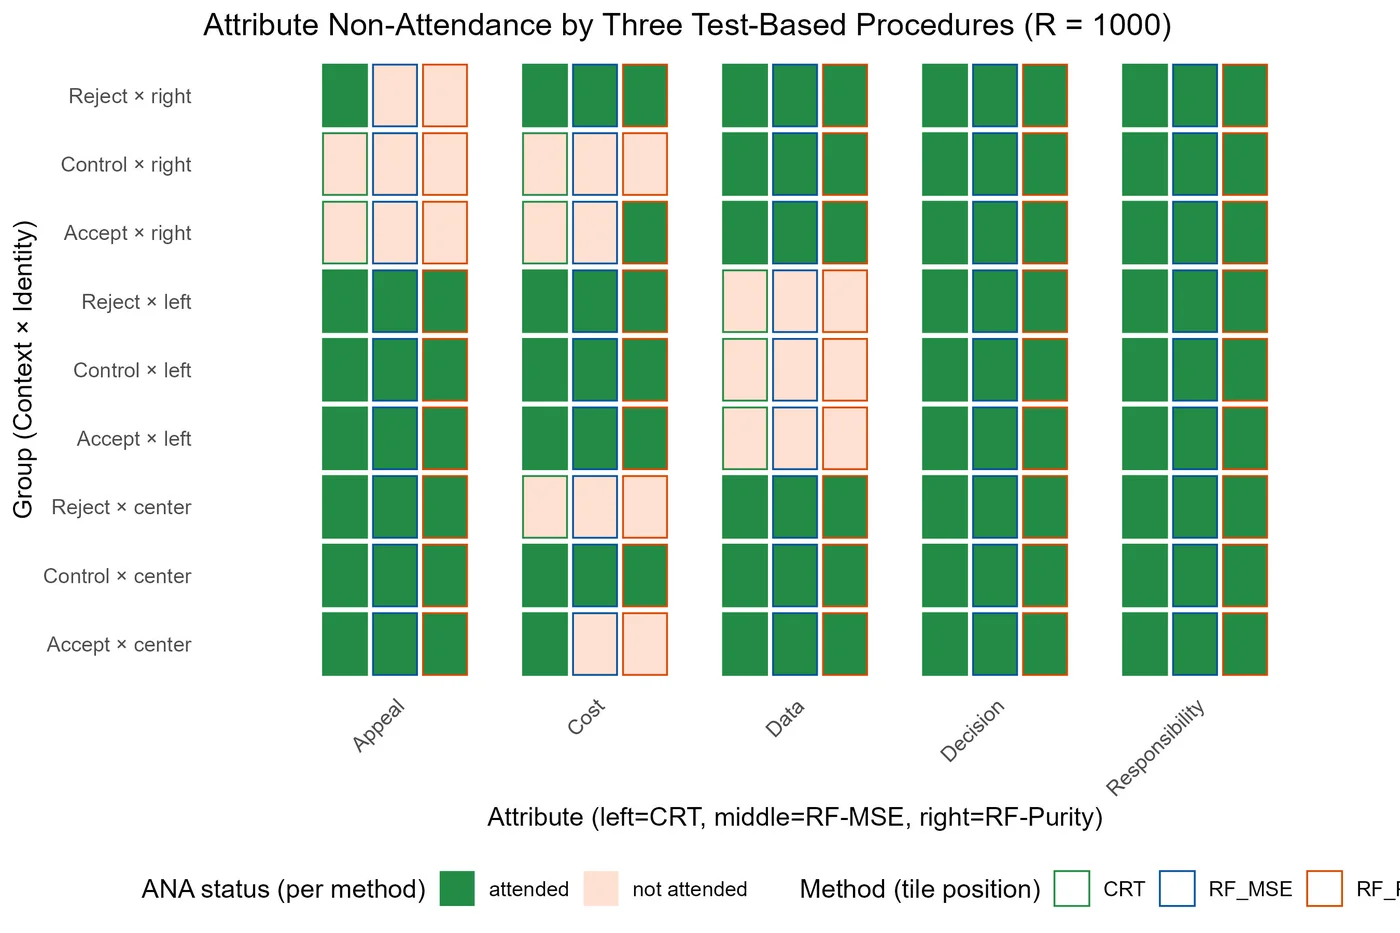 Attribute Non-Attendance by Three Test-Based Procedures (R = 1000)
Group (Context × Identity)
Reject × right
Control × right
Accept × right
Reject × left
Control × left
Accept × left
Reject × center
Control × center
Accept × center
Appeal
Cost
Data
Decision
Responsibility
Attribute (left=CRT, middle=RF-MSE, right=RF-Purity)
ANA status (per method) attended not attended Method (tile position) CRT RF_MSE